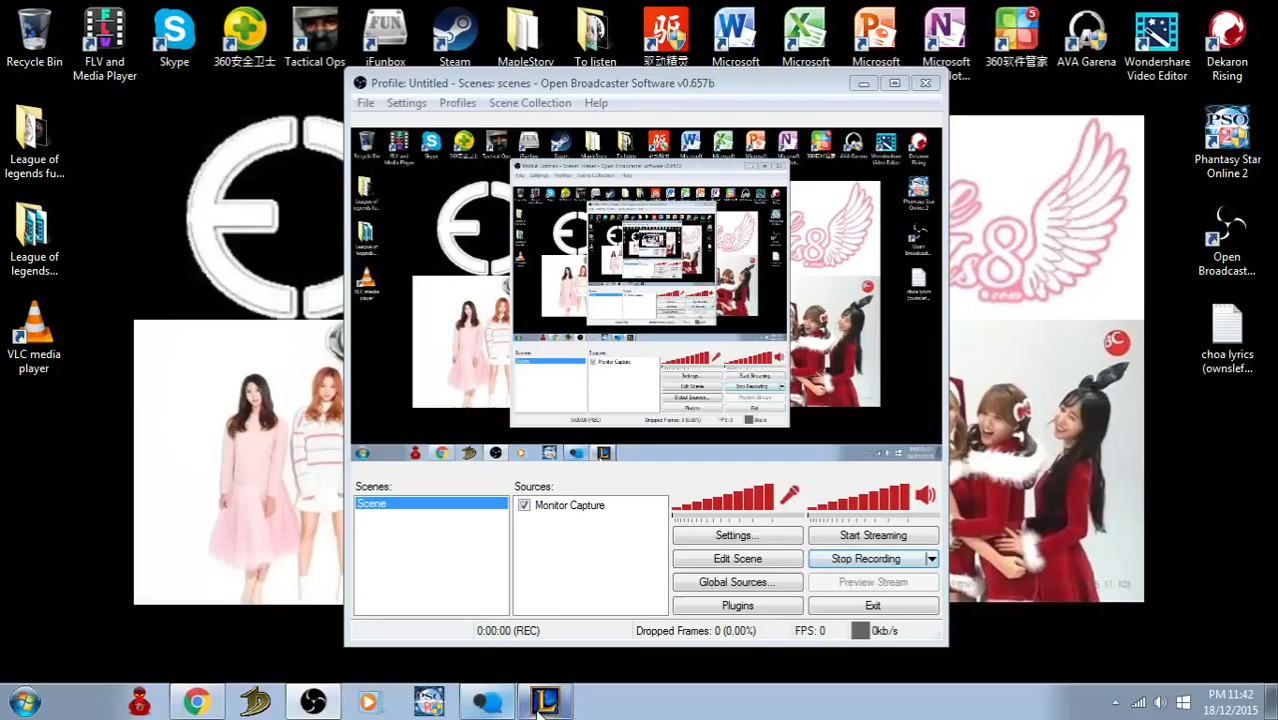 Recycle Bin
FLV and Media Player
Skype
360安全卫士
Tactical Ops
iFunbox
Steam
MapleStory
To listen
驱动精灵
Microsoft
Microsoft
Microsoft
Microsoft
360软件管家
AVA Garena
Wondershare Video Editor
Dekaron Rising
Profile: Untitled - Scenes: scenes - Open Broadcaster Software v0.657b
File
Settings
Profiles
Scene Collection
Help
League of legends fu...
League of legends...
VLC media player
Phantasy Star Online 2
Open Broadcast...
choa lyrics (ownslef...
Scenes:
Scene
Sources:
Monitor Capture
Settings...
Start Streaming
Edit Scene
Stop Recording
Global Sources...
Preview Stream
Plugins
Exit
0:00:00 (REC)
Dropped Frames: 0 (0.00%)
FPS: 0
0kb/s
PM 11:42
18/12/2015